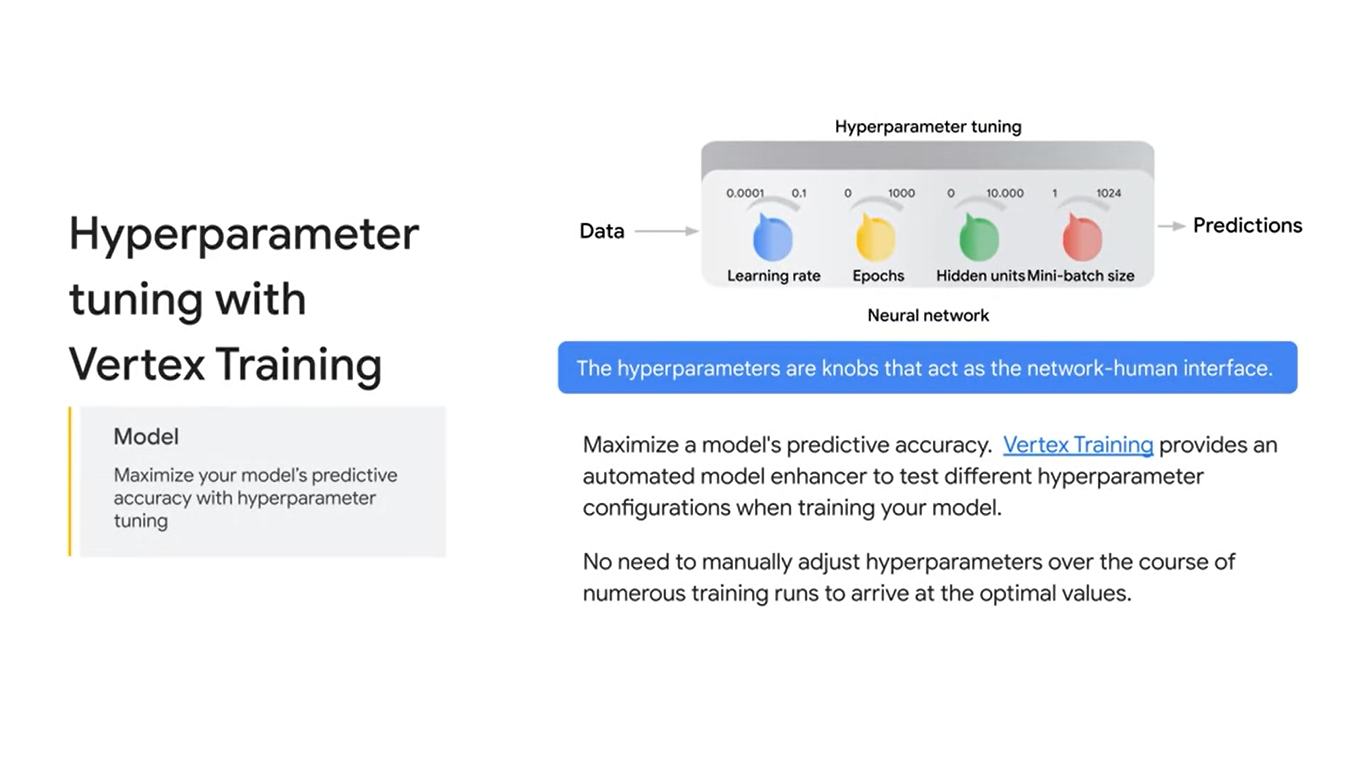 Hyperparameter
tuning with
Vertex Training
Model
Maximize your model's predictive
accuracy with hyperparameter
tuning
Hyperparameter tuning
Data
0.0001 0.1 0 1000 0 10.000 1 1024
Learning rate Epochs Hidden units Mini-batch size
Predictions
Neural network
The hyperparameters are knobs that act as the network-human interface.
Maximize a model's predictive accuracy. Vertex Training provides an
automated model enhancer to test different hyperparameter
configurations when training your model.
No need to manually adjust hyperparameters over the course of
numerous training runs to arrive at the optimal values.